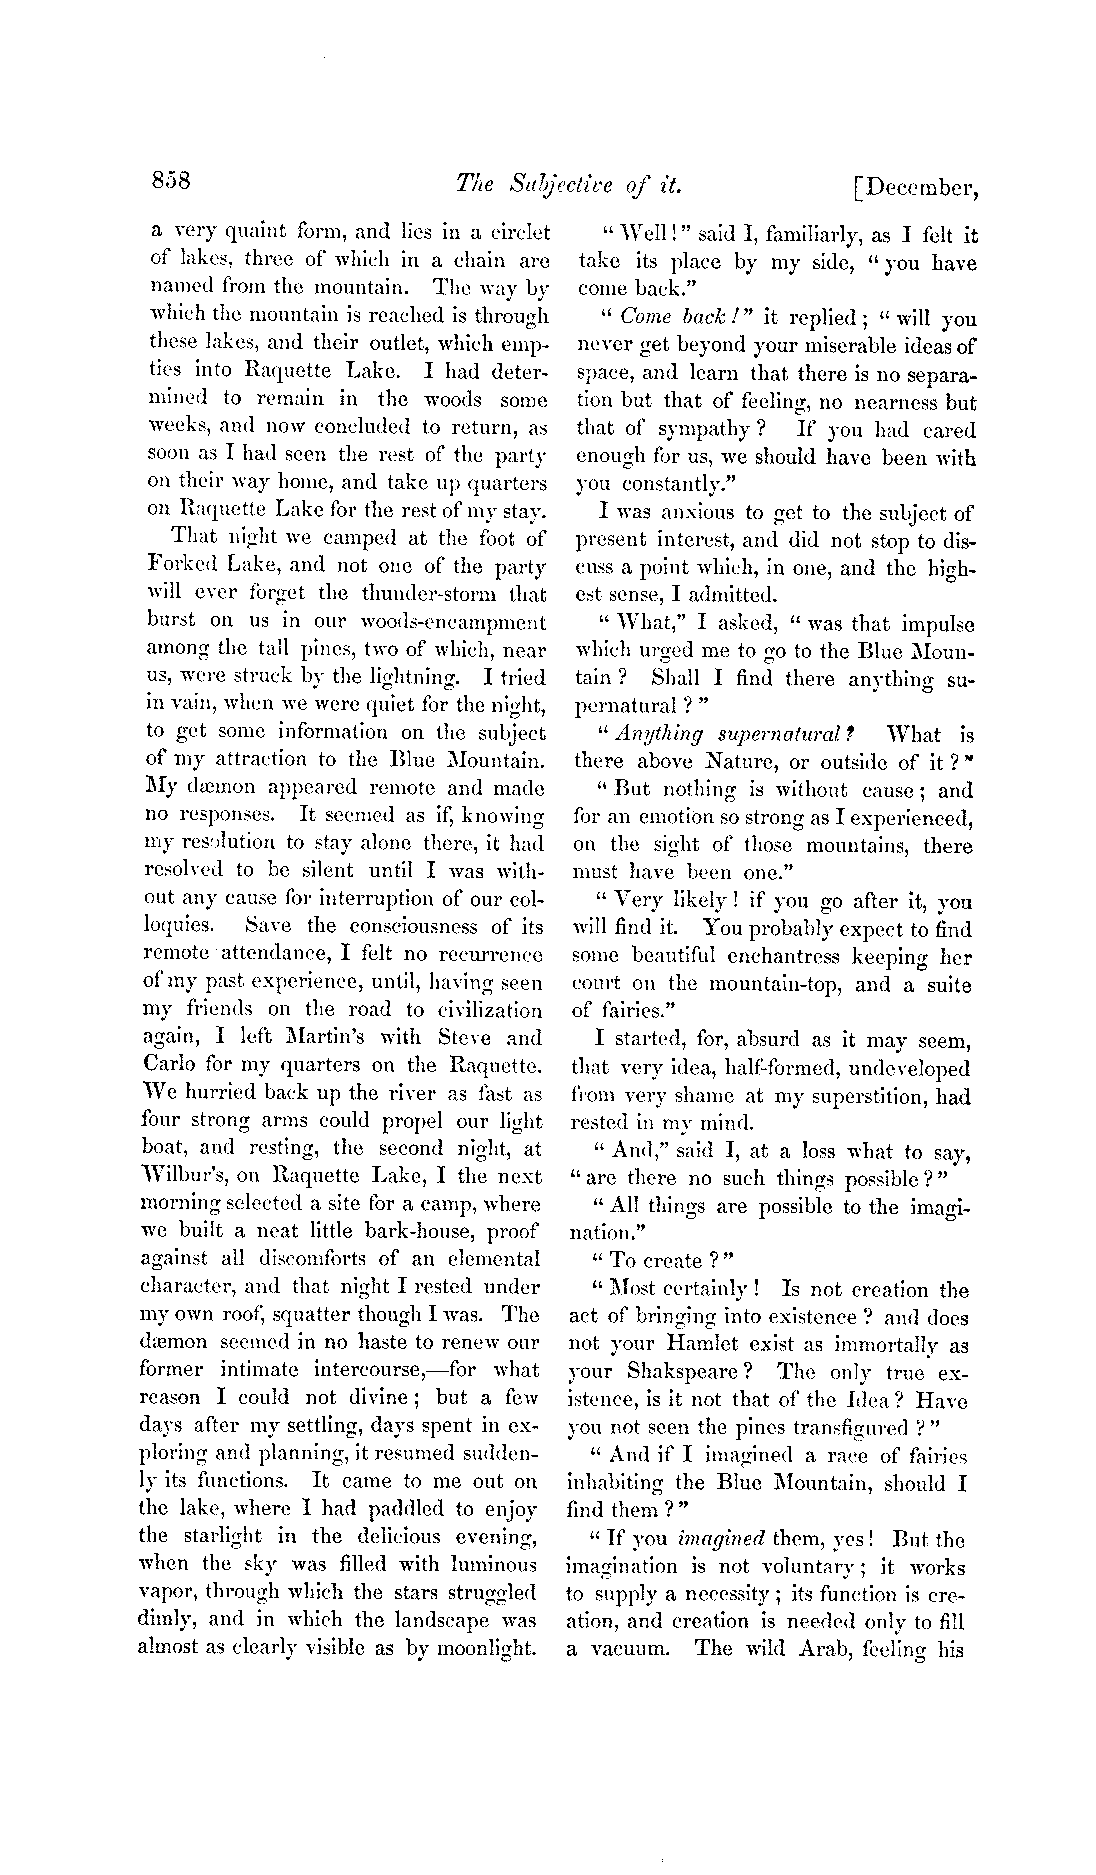 858 The Subjective of it. [December,
a very quaint form, and lies in a circlet
of lakes, three of which in a chain are
named from the mountain. The way by
which the mountain is reached is through
these lakes, and their outlet, which emp-
ties into Raquette Lake. I had deter-
mined to remain in the woods some
weeks, and now concluded to return, as
soon as I had seen the rest of the party
on their way home, and take up quarters
on Raquette Lake for the rest of my stay.
That night we camped at the foot of
Forked Lake, and not one of the party
will ever forget the thunder-storm that
burst on us in our woods-encampment
among the tall pines, two of which, near
us, were struck by the lightning. I tried
in vain, when we were quiet for the night,
to get some information on the subject
of my attraction to the Blue Mountain.
My dæmon appeared remote and made
no responses. It seemed as if, knowing
my resolution to stay alone there, it had
resolved to be silent until I was with-
out any cause for interruption of our col-
loquies. Save the consciousness of its
remote attendance, I felt no recurrence
of my past experience, until, having seen
my friends on the road to civilization
again, I left Martin's with Steve and
Carlo for my quarters on the Raquette.
We hurried back up the river as fast as
four strong arms could propel our light
boat, and resting, the second night, at
Wilbur's, on Raquette Lake, I the next
morning selected a site for a camp, where
we built a neat little bark-house, proof
against all discomforts of an elemental
character, and that night I rested under
my own roof, squatter though I was. The
dæmon seemed in no haste to renew our
former intimate intercourse,—for what
reason I could not divine; but a few
days after my settling, days spent in ex-
ploring and planning, it resumed sudden-
ly its functions. It came to me out on
the lake, where I had paddled to enjoy
the starlight in the delicious evening,
when the sky was filled with luminous
vapor, through which the stars struggled
dimly, and in which the landscape was
almost as clearly visible as by moonlight.
"Well!" said I, familiarly, as I felt it
take its place by my side, "you have
come back."
"Come back!" it replied; "will you
never get beyond your miserable ideas of
space, and learn that there is no separa-
tion but that of feeling, no nearness but
that of sympathy? If you had cared
enough for us, we should have been with
you constantly."
I was anxious to get to the subject of
present interest, and did not stop to dis-
cuss a point which, in one, and the high-
est sense, I admitted.
"What," I asked, "was that impulse
which urged me to go to the Blue Moun-
tain? Shall I find there anything su-
pernatural?"
"Anything supernatural? What is
there above Nature, or outside of it?"
"But nothing is without cause; and
for an emotion so strong as I experienced,
on the sight of those mountains, there
must have been one."
"Very likely! if you go after it, you
will find it. You probably expect to find
some beautiful enchantress keeping her
court on the mountain-top, and a suite
of fairies."
I started, for, absurd as it may seem,
that very idea, half-formed, undeveloped
from very shame at my superstition, had
rested in my mind.
"And," said I, at a loss what to say,
"are there no such things possible?"
"All things are possible to the imagi-
nation."
"To create?"
"Most certainly! Is not creation the
act of bringing into existence? and does
not your Hamlet exist as immortally as
your Shakspeare? The only true ex-
istence, is it not that of the Idea? Have
you not seen the pines transfigured?"
"And if I imagined a race of fairies
inhabiting the Blue Mountain, should I
find them?"
"If you imagined them, yes! But the
imagination is not voluntary; it works
to supply a necessity; its function is cre-
ation, and creation is needed only to fill
a vacuum. The wild Arab, feeling his